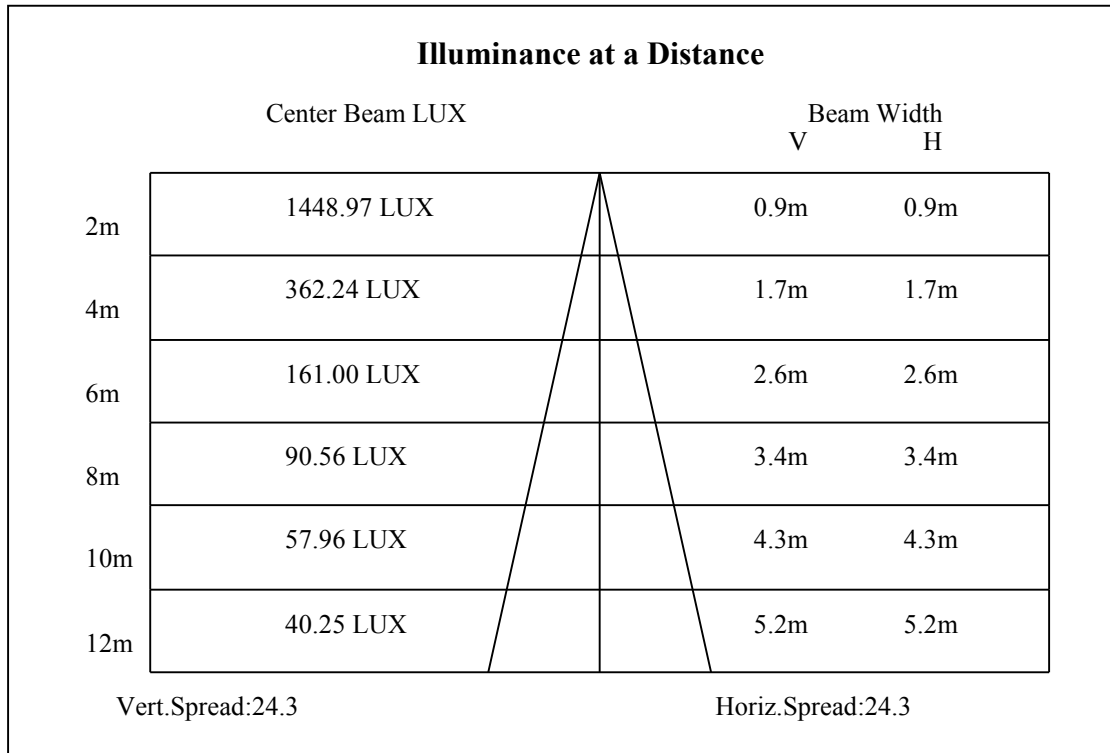 Illuminance at a Distance
Center Beam LUX Beam Width
V H
2m 1448.97 LUX 0.9m 0.9m
4m 362.24 LUX 1.7m 1.7m
6m 161.00 LUX 2.6m 2.6m
8m 90.56 LUX 3.4m 3.4m
10m 57.96 LUX 4.3m 4.3m
12m 40.25 LUX 5.2m 5.2m
Vert.Spread:24.3 Horiz.Spread:24.3